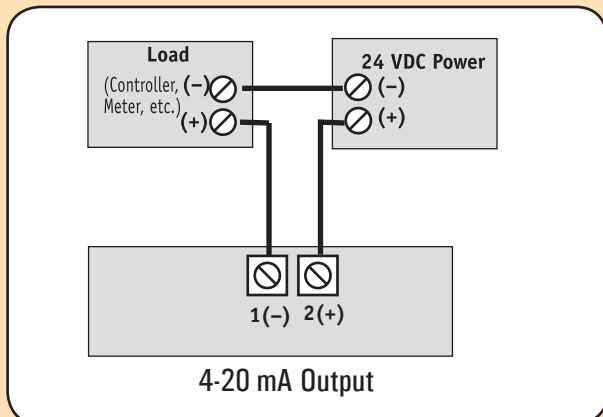 Load
(Controller, (–)
Meter, etc.)
(+)
24 VDC Power
(–)
(+)
1(–) 2(+)
4-20 mA Output